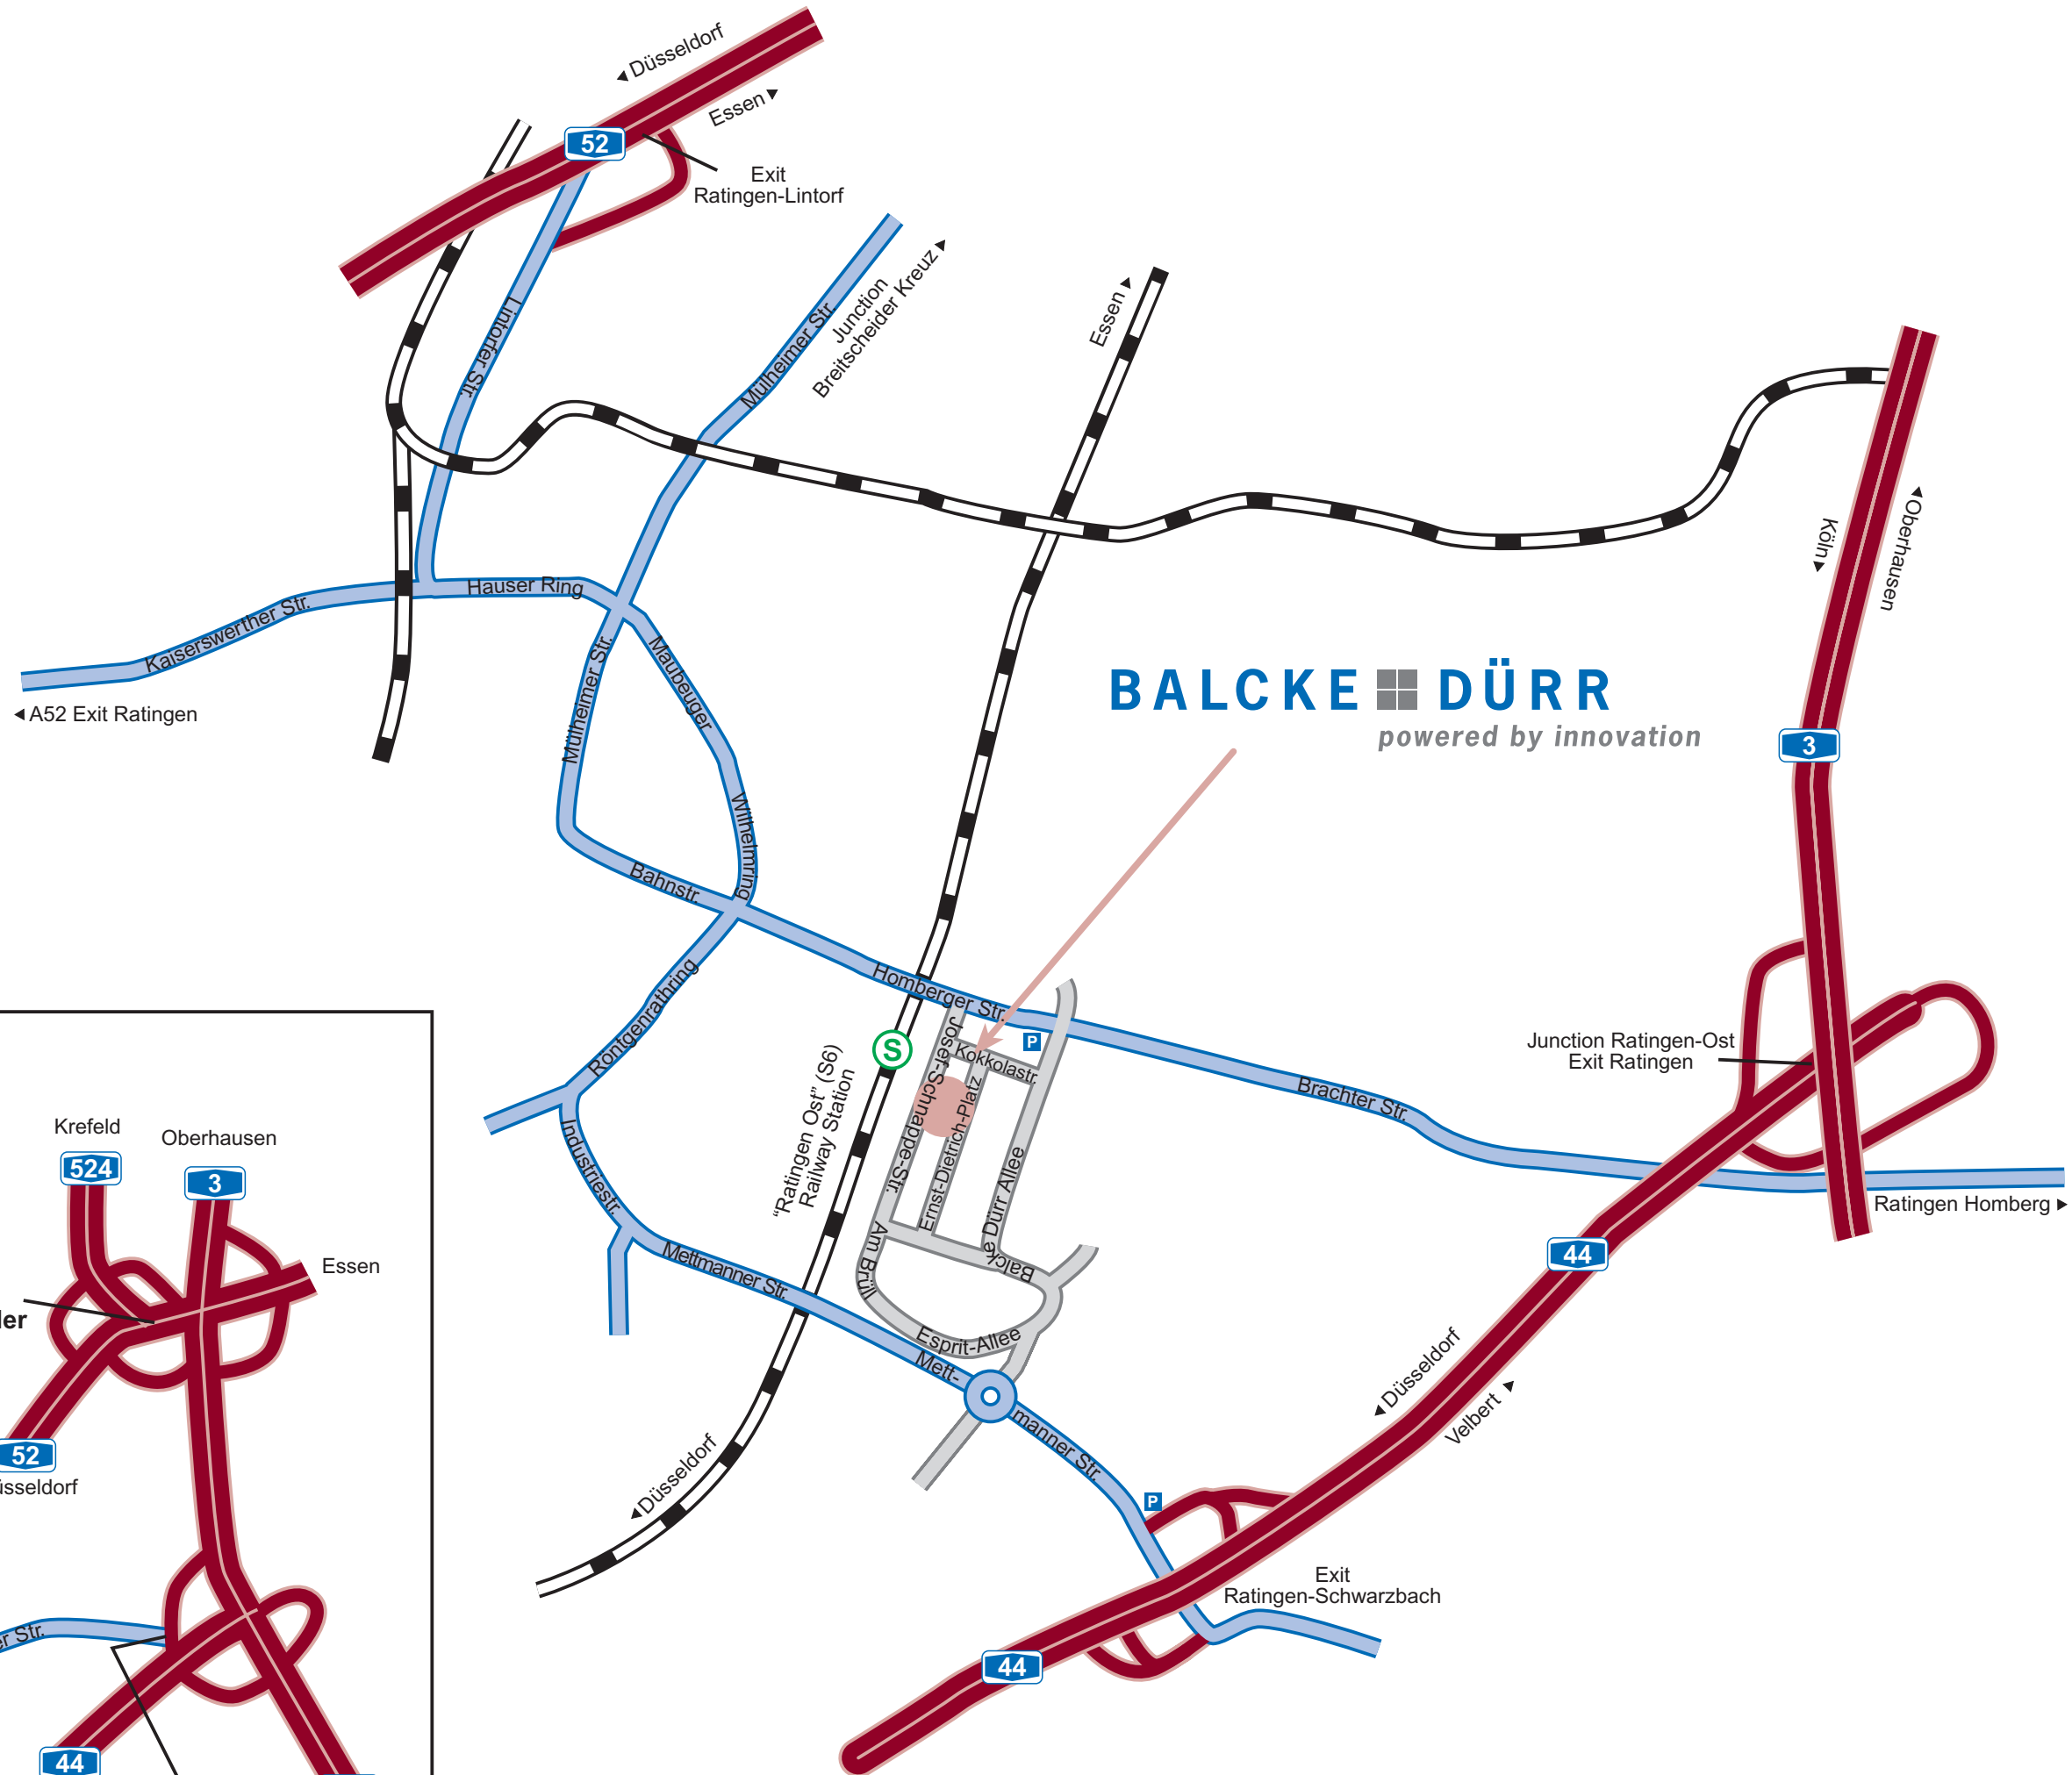 Düsseldorf
Essen
52
Exit
Ratingen-Lintorf
Lintorfer Str.
Mülheimer Str.
Junction
Breitscheider Kreuz
Essen
Köln
Oberhausen
Hauser Ring
Kaiserswerther Str.
A52 Exit Ratingen
Mülheimer Str.
Maubeuger
Wilhelmring
BALCKE DÜRR
powered by innovation
3
Bahnstr.
Homberger Str.
Röntgenrathring
S
P
Josef-Schnappe-Str.
Kokkolastr.
Ernst-Dietrich-Platz
Balcke Dürr Allee
"Ratingen Ost" (S6)
Railway Station
Brachter Str.
Junction Ratingen-Ost
Exit Ratingen
Ratingen Homberg
Industriestr.
Mettmanner Str.
Am Brüll
Esprit-Allee
Mett-
manner Str.
44
Düsseldorf
Velbert
Düsseldorf
P
Exit
Ratingen-Schwarzbach
44
Krefeld
Oberhausen
524
3
Essen
52
44